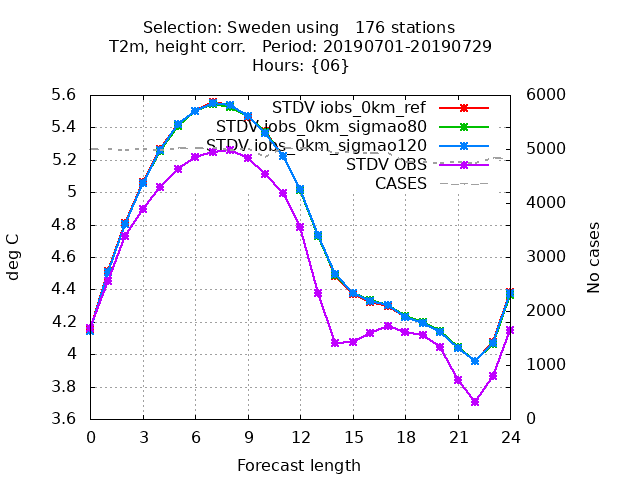 Selection: Sweden using   176 stations
T2m, height corr.   Period: 20190701-20190729
Hours: {06}
STDV iobs_0km_ref
STDV iobs_0km_sigmao80
STDV iobs_0km_sigmao120
STDV OBS
CASES
5.6
5.4
5.2
5
4.8
4.6
4.4
4.2
4
3.8
3.6
deg C
6000
5000
4000
3000
2000
1000
0
No cases
0 3 6 9 12 15 18 21 24
Forecast length